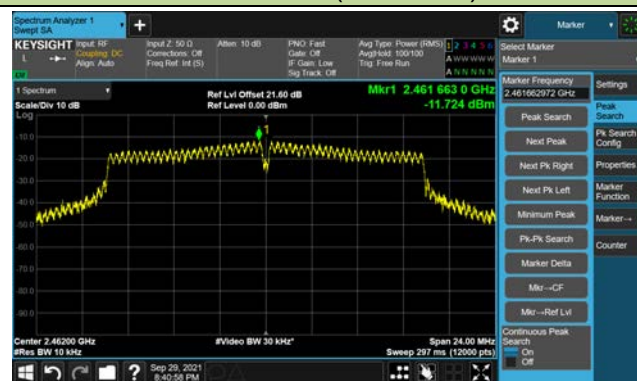 Spectrum Analyzer 1
Swept SA
Marker
KEYSIGHT
Input: RF
Coupling: DC
Align: Auto
Input Z: 50 Ω
Corrections: Off
Freq Ref: Int (S)
Atten: 10 dB
PNO: Fast
Gate: Off
IF Gain: Low
Sig Track: Off
Avg Type: Power (RMS)
Avg|Hold: 100/100
Trig: Free Run
1 2 3 4 5 6
A W W W W W
A N N N N N
Select Marker
Marker 1
1 Spectrum
Scale/Div 10 dB
Log
Ref Lvl Offset 21.60 dB
Ref Level 0.00 dBm
Mkr1 2.461 663 0 GHz
-11.724 dBm
1
-10.0
-20.0
-30.0
-40.0
-50.0
-60.0
-70.0
-80.0
-90.0
Center 2.46200 GHz
#Res BW 10 kHz
#Video BW 30 kHz*
Span 24.00 MHz
Sweep 297 ms (12000 pts)
Marker Frequency
2.461662972 GHz
Peak Search
Next Peak
Next Pk Right
Next Pk Left
Minimum Peak
Pk-Pk Search
Marker Delta
Mkr→CF
Mkr→Ref Lvl
Continuous Peak
Search
On
Off
Settings
Peak
Search
Pk Search
Config
Properties
Marker
Function
Marker→
Counter
Sep 29, 2021
8:40:58 PM